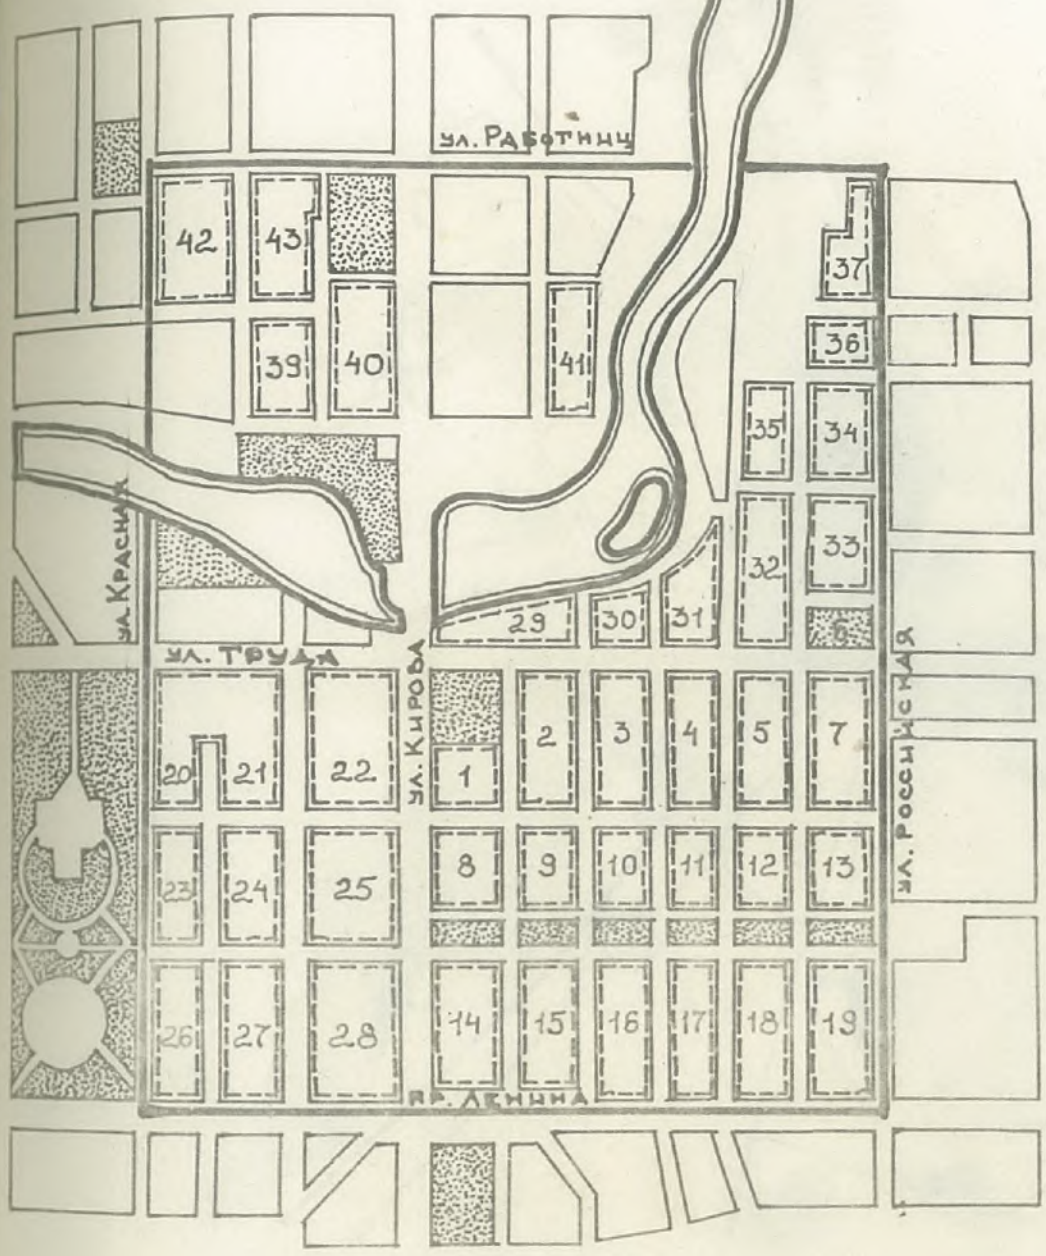 ул. Работниц
42 43 37
39 40 41 36
35 34
ул. Красная
32 33
29 30 31 6
ул. Труда
ул. Кирова
ул. Российская
20 21 22 1 2 3 4 5 7
23 24 25 8 9 10 11 12 13
26 27 28 14 15 16 17 18 19
пр. Ленина